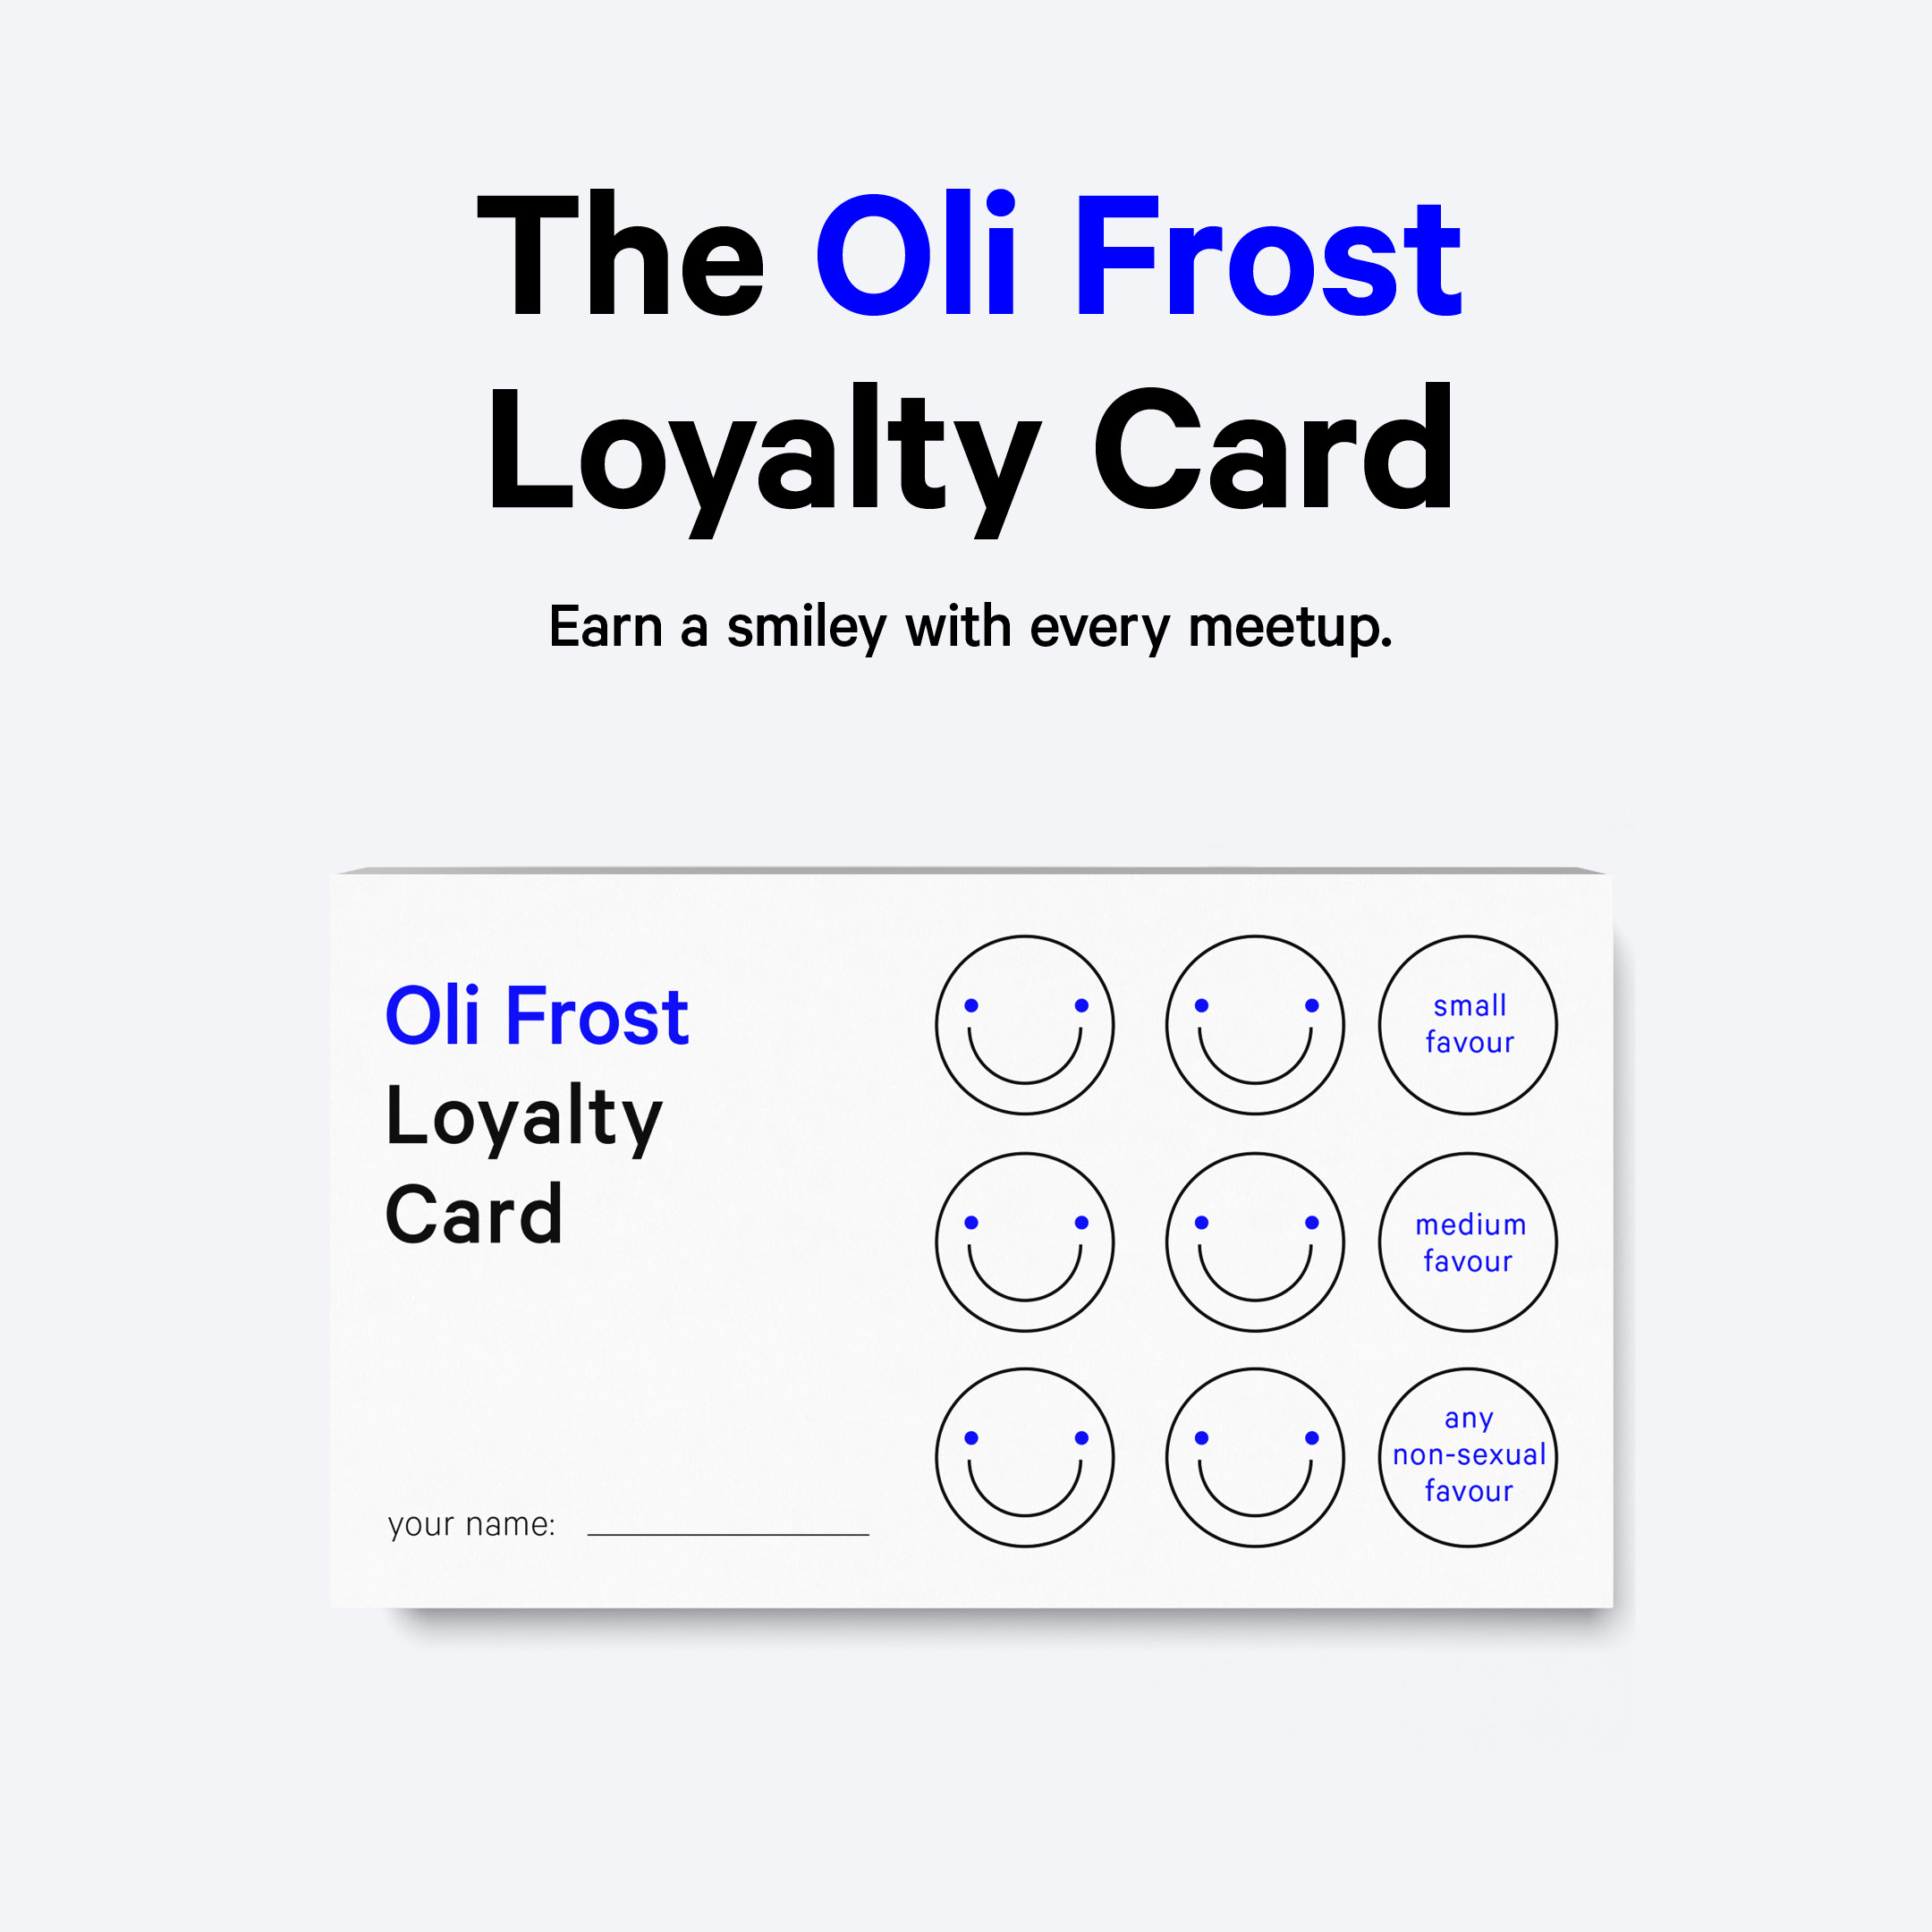 The Oli Frost
Loyalty Card
Earn a smiley with every meetup.
Oli Frost
Loyalty
Card
your name:
small
favour
medium
favour
any
non-sexual
favour